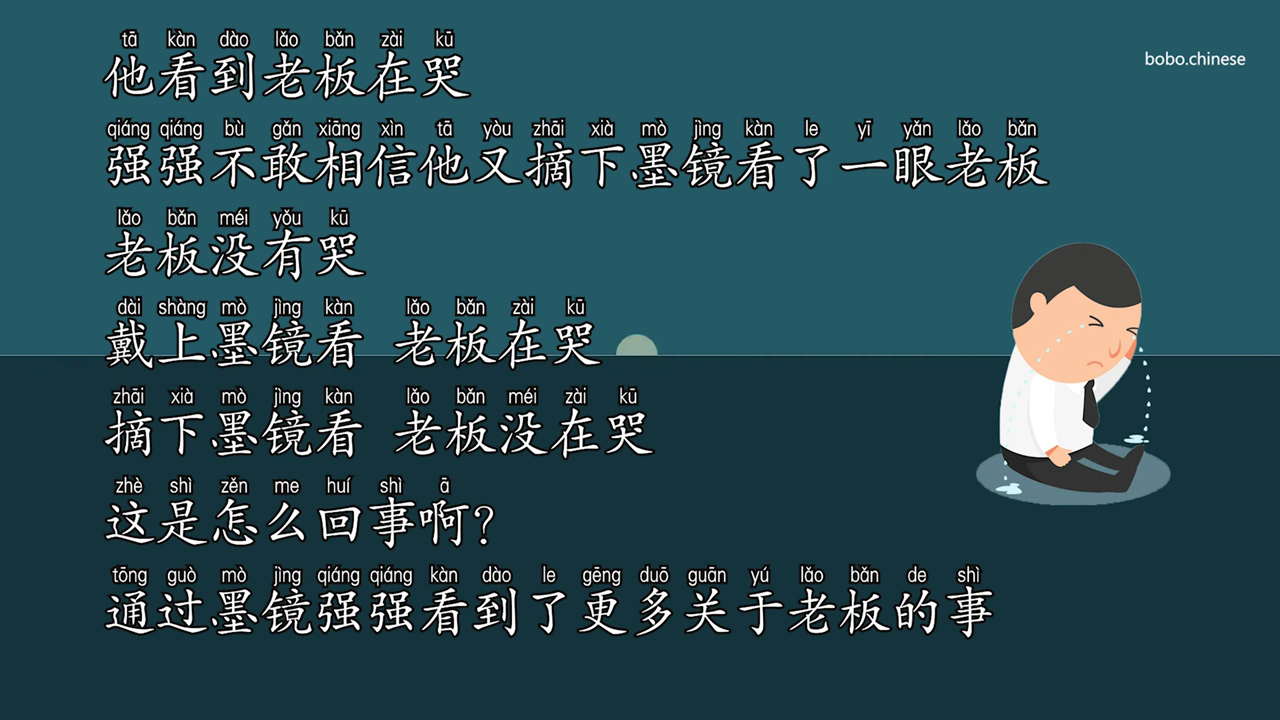 bobo.chinese
tā kàn dào lǎo bǎn zài kū
他看到老板在哭
qiáng qiáng bù gǎn xiāng xìn tā yòu zhāi xià mò jìng kàn le yī yǎn lǎo bǎn
强强不敢相信他又摘下墨镜看了一眼老板
lǎo bǎn méi yǒu kū
老板没有哭
dài shàng mò jìng kàn lǎo bǎn zài kū
戴上墨镜看 老板在哭
zhāi xià mò jìng kàn lǎo bǎn méi zài kū
摘下墨镜看 老板没在哭
zhè shì zěn me huí shì ā
这是怎么回事啊？
tōng guò mò jìng qiáng qiáng kàn dào le gēng duō guān yú lǎo bǎn de shì
通过墨镜强强看到了更多关于老板的事